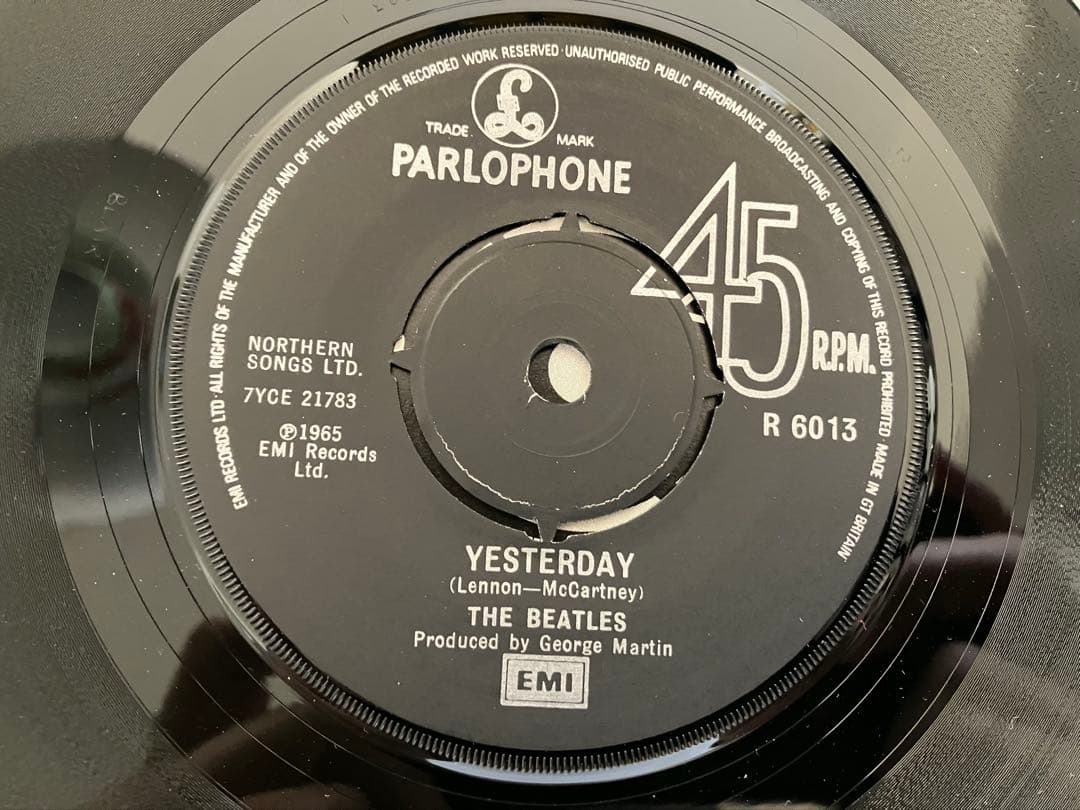 EMI RECORDS LTD · ALL RIGHTS OF THE MANUFACTURER AND OF THE OWNER OF THE RECORDED WORK RESERVED · UNAUTHORISED PUBLIC PERFORMANCE BROADCASTING AND COPYING OF THIS RECORD PROHIBITED · MADE IN GT BRITAIN
£
TRADE MARK
PARLOPHONE
45 R.P.M.
R 6013
NORTHERN
SONGS LTD.
7YCE 21783
℗1965
EMI Records
Ltd.
YESTERDAY
(Lennon—McCartney)
THE BEATLES
Produced by George Martin
EMI